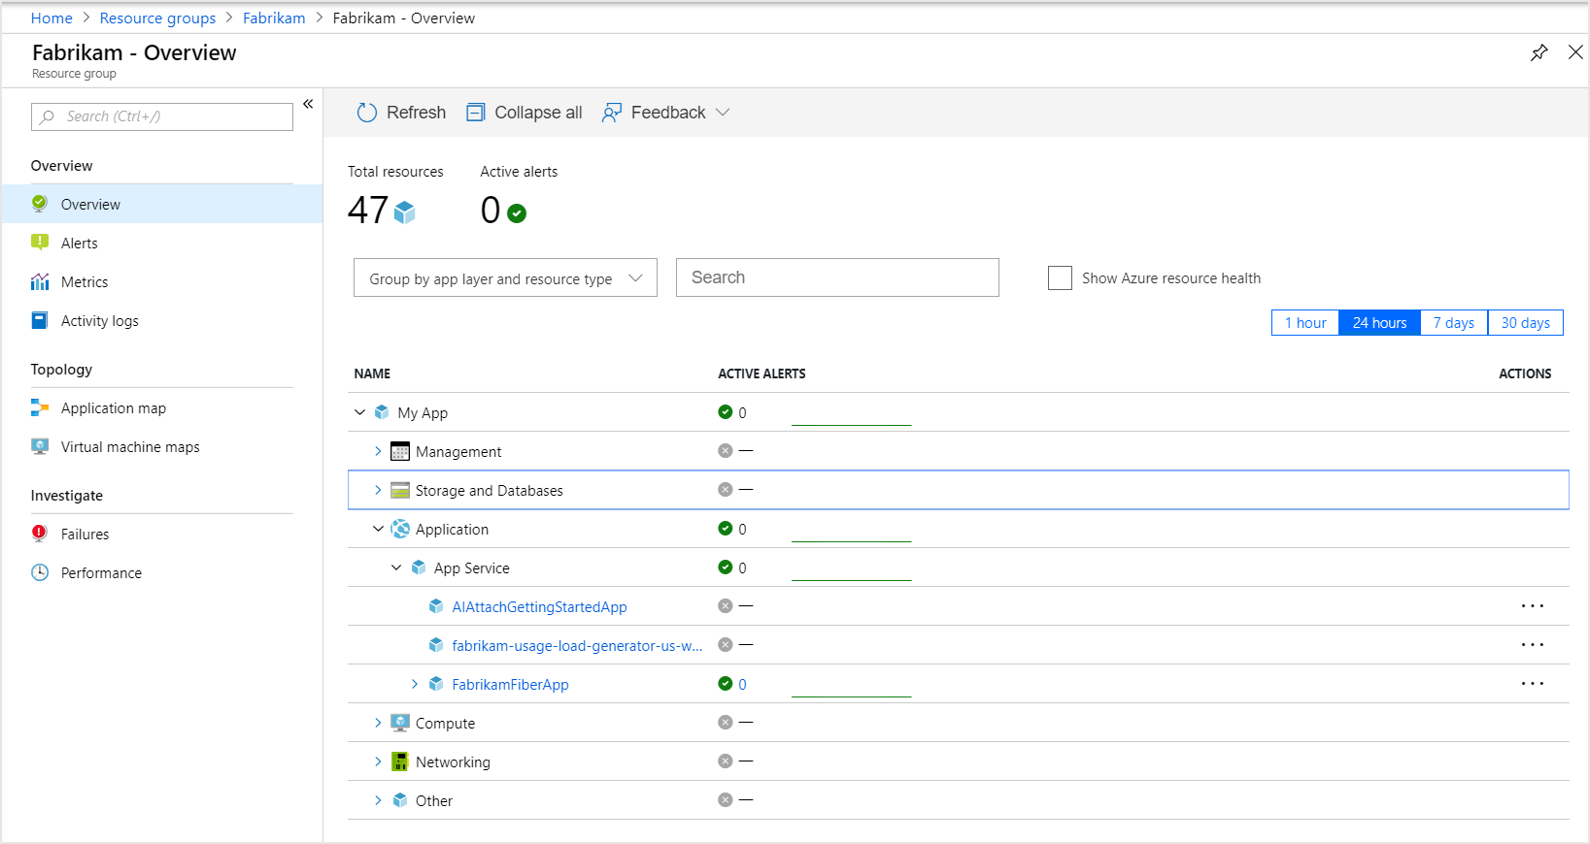 Home > Resource groups > Fabrikam > Fabrikam - Overview
Fabrikam - Overview
Resource group
Search (Ctrl+/)
«
Overview
Overview
Alerts
Metrics
Activity logs
Topology
Application map
Virtual machine maps
Investigate
Failures
Performance
Refresh Collapse all Feedback
Total resources Active alerts
47 0
Group by app layer and resource type Search Show Azure resource health
1 hour 24 hours 7 days 30 days
NAME ACTIVE ALERTS ACTIONS
My App 0
Management —
Storage and Databases —
Application 0
App Service 0
AIAttachGettingStartedApp — ...
fabrikam-usage-load-generator-us-w... — ...
FabrikamFiberApp 0 ...
Compute —
Networking —
Other —